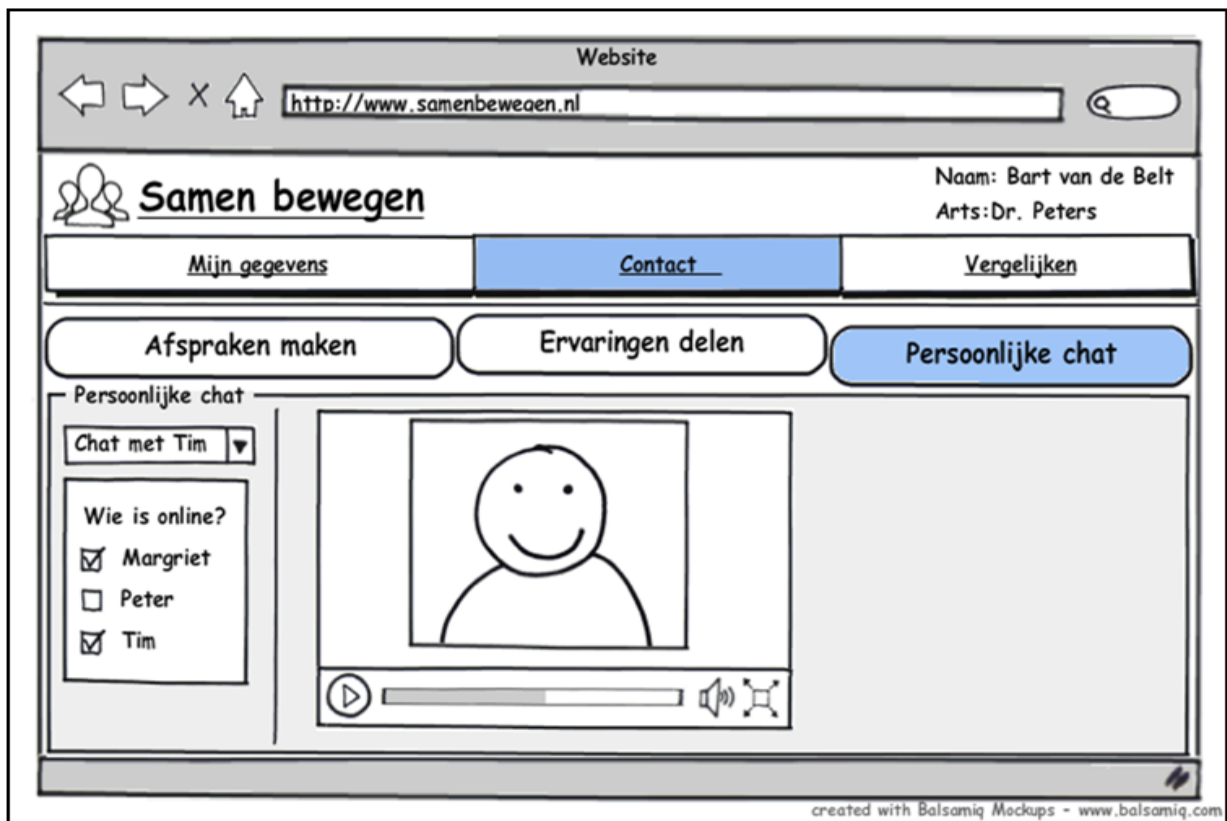 Website
http://www.samenbewegen.nl
Samen bewegen
Naam: Bart van de Belt
Arts:Dr. Peters
Mijn gegevens
Contact
Vergelijken
Afspraken maken
Ervaringen delen
Persoonlijke chat
Persoonlijke chat
Chat met Tim
Wie is online?
Margriet
Peter
Tim
created with Balsamiq Mockups - www.balsamiq.com